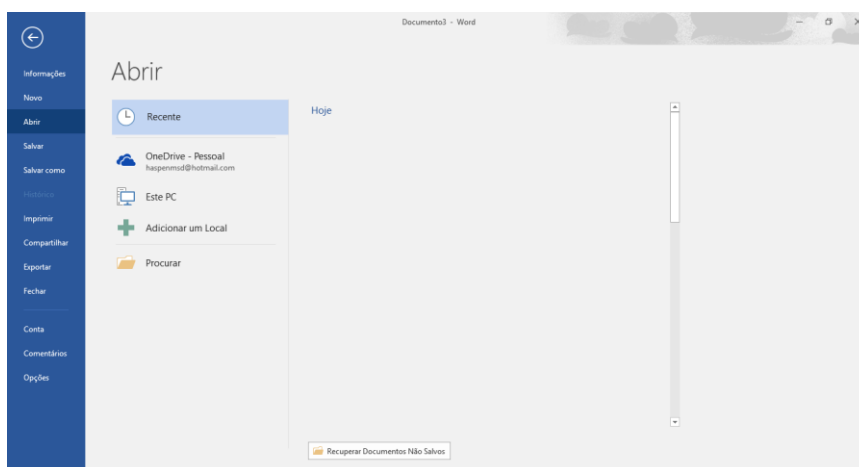 Documento3 - Word
Informações
Novo
Abrir
Salvar
Salvar como
Histórico
Imprimir
Compartilhar
Exportar
Fechar
Conta
Comentários
Opções
Abrir
Recente
OneDrive - Pessoal
haspenmsd@hotmail.com
Este PC
Adicionar um Local
Procurar
Hoje
Recuperar Documentos Não Salvos